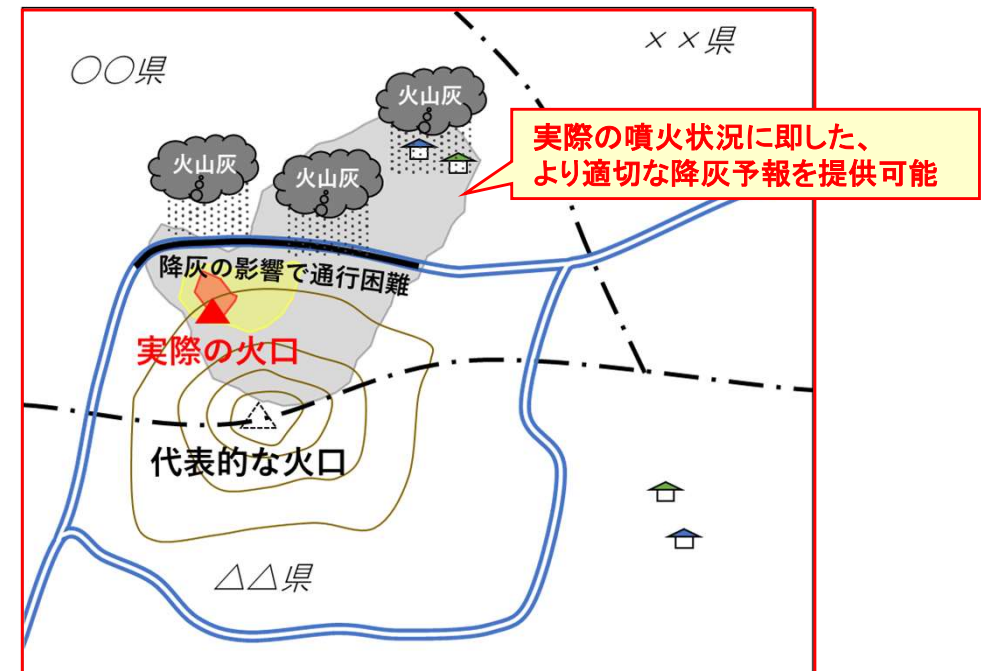 ××県
○○県
火山灰
実際の噴火状況に即した、
より適切な降灰予報を提供可能
火山灰
火山灰
降灰の影響で通行困難
実際の火口
代表的な火口
△△県